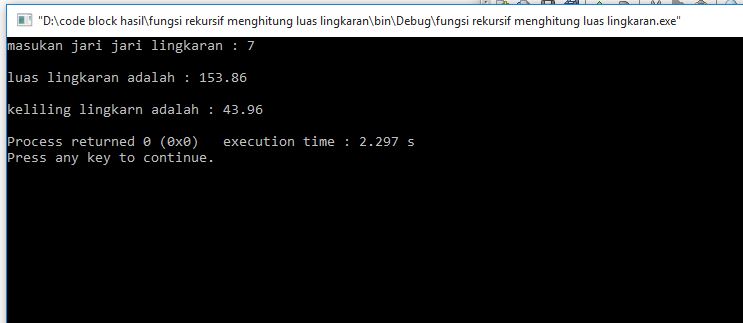 "D:\code block hasil\fungsi rekursif menghitung luas lingkaran\bin\Debug\fungsi rekursif menghitung luas lingkaran.exe"
masukan jari jari lingkaran : 7
luas lingkaran adalah : 153.86
keliling lingkarn adalah : 43.96
Process returned 0 (0x0)   execution time : 2.297 s
Press any key to continue.